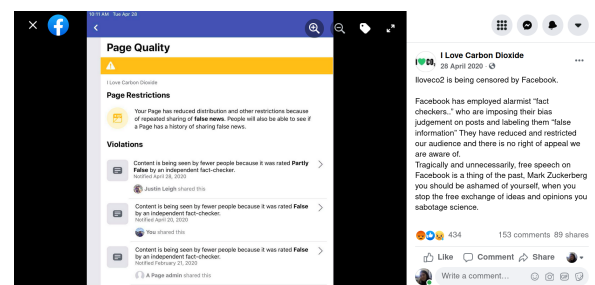 10:11 AM Tue Apr 28
Page Quality
I Love Carbon Dioxide
Page Restrictions
Your Page has reduced distribution and other restrictions because
of repeated sharing of false news. People will also be able to see if
a Page has a history of sharing false news.
Violations
Content is being seen by fewer people because it was rated Partly
False by an independent fact-checker.
Notified April 28, 2020
Justin Leigh shared this
Content is being seen by fewer people because it was rated False
by an independent fact-checker.
Notified April 20, 2020
You shared this
Content is being seen by fewer people because it was rated False
by an independent fact-checker.
Notified February 21, 2020
A Page admin shared this
I Love Carbon Dioxide
28 April 2020 ·
Iloveco2 is being censored by Facebook.
Facebook has employed alarmist “fact
checkers..” who are imposing their bias
judgement on posts and labeling them “false
information” They have reduced and restricted
our audience and there is no right of appeal we
are aware of.
Tragically and unnecessarily, free speech on
Facebook is a thing of the past, Mark Zuckerberg
you should be ashamed of yourself, when you
stop the free exchange of ideas and opinions you
sabotage science.
434
153 comments 89 shares
Like Comment Share
Write a comment...